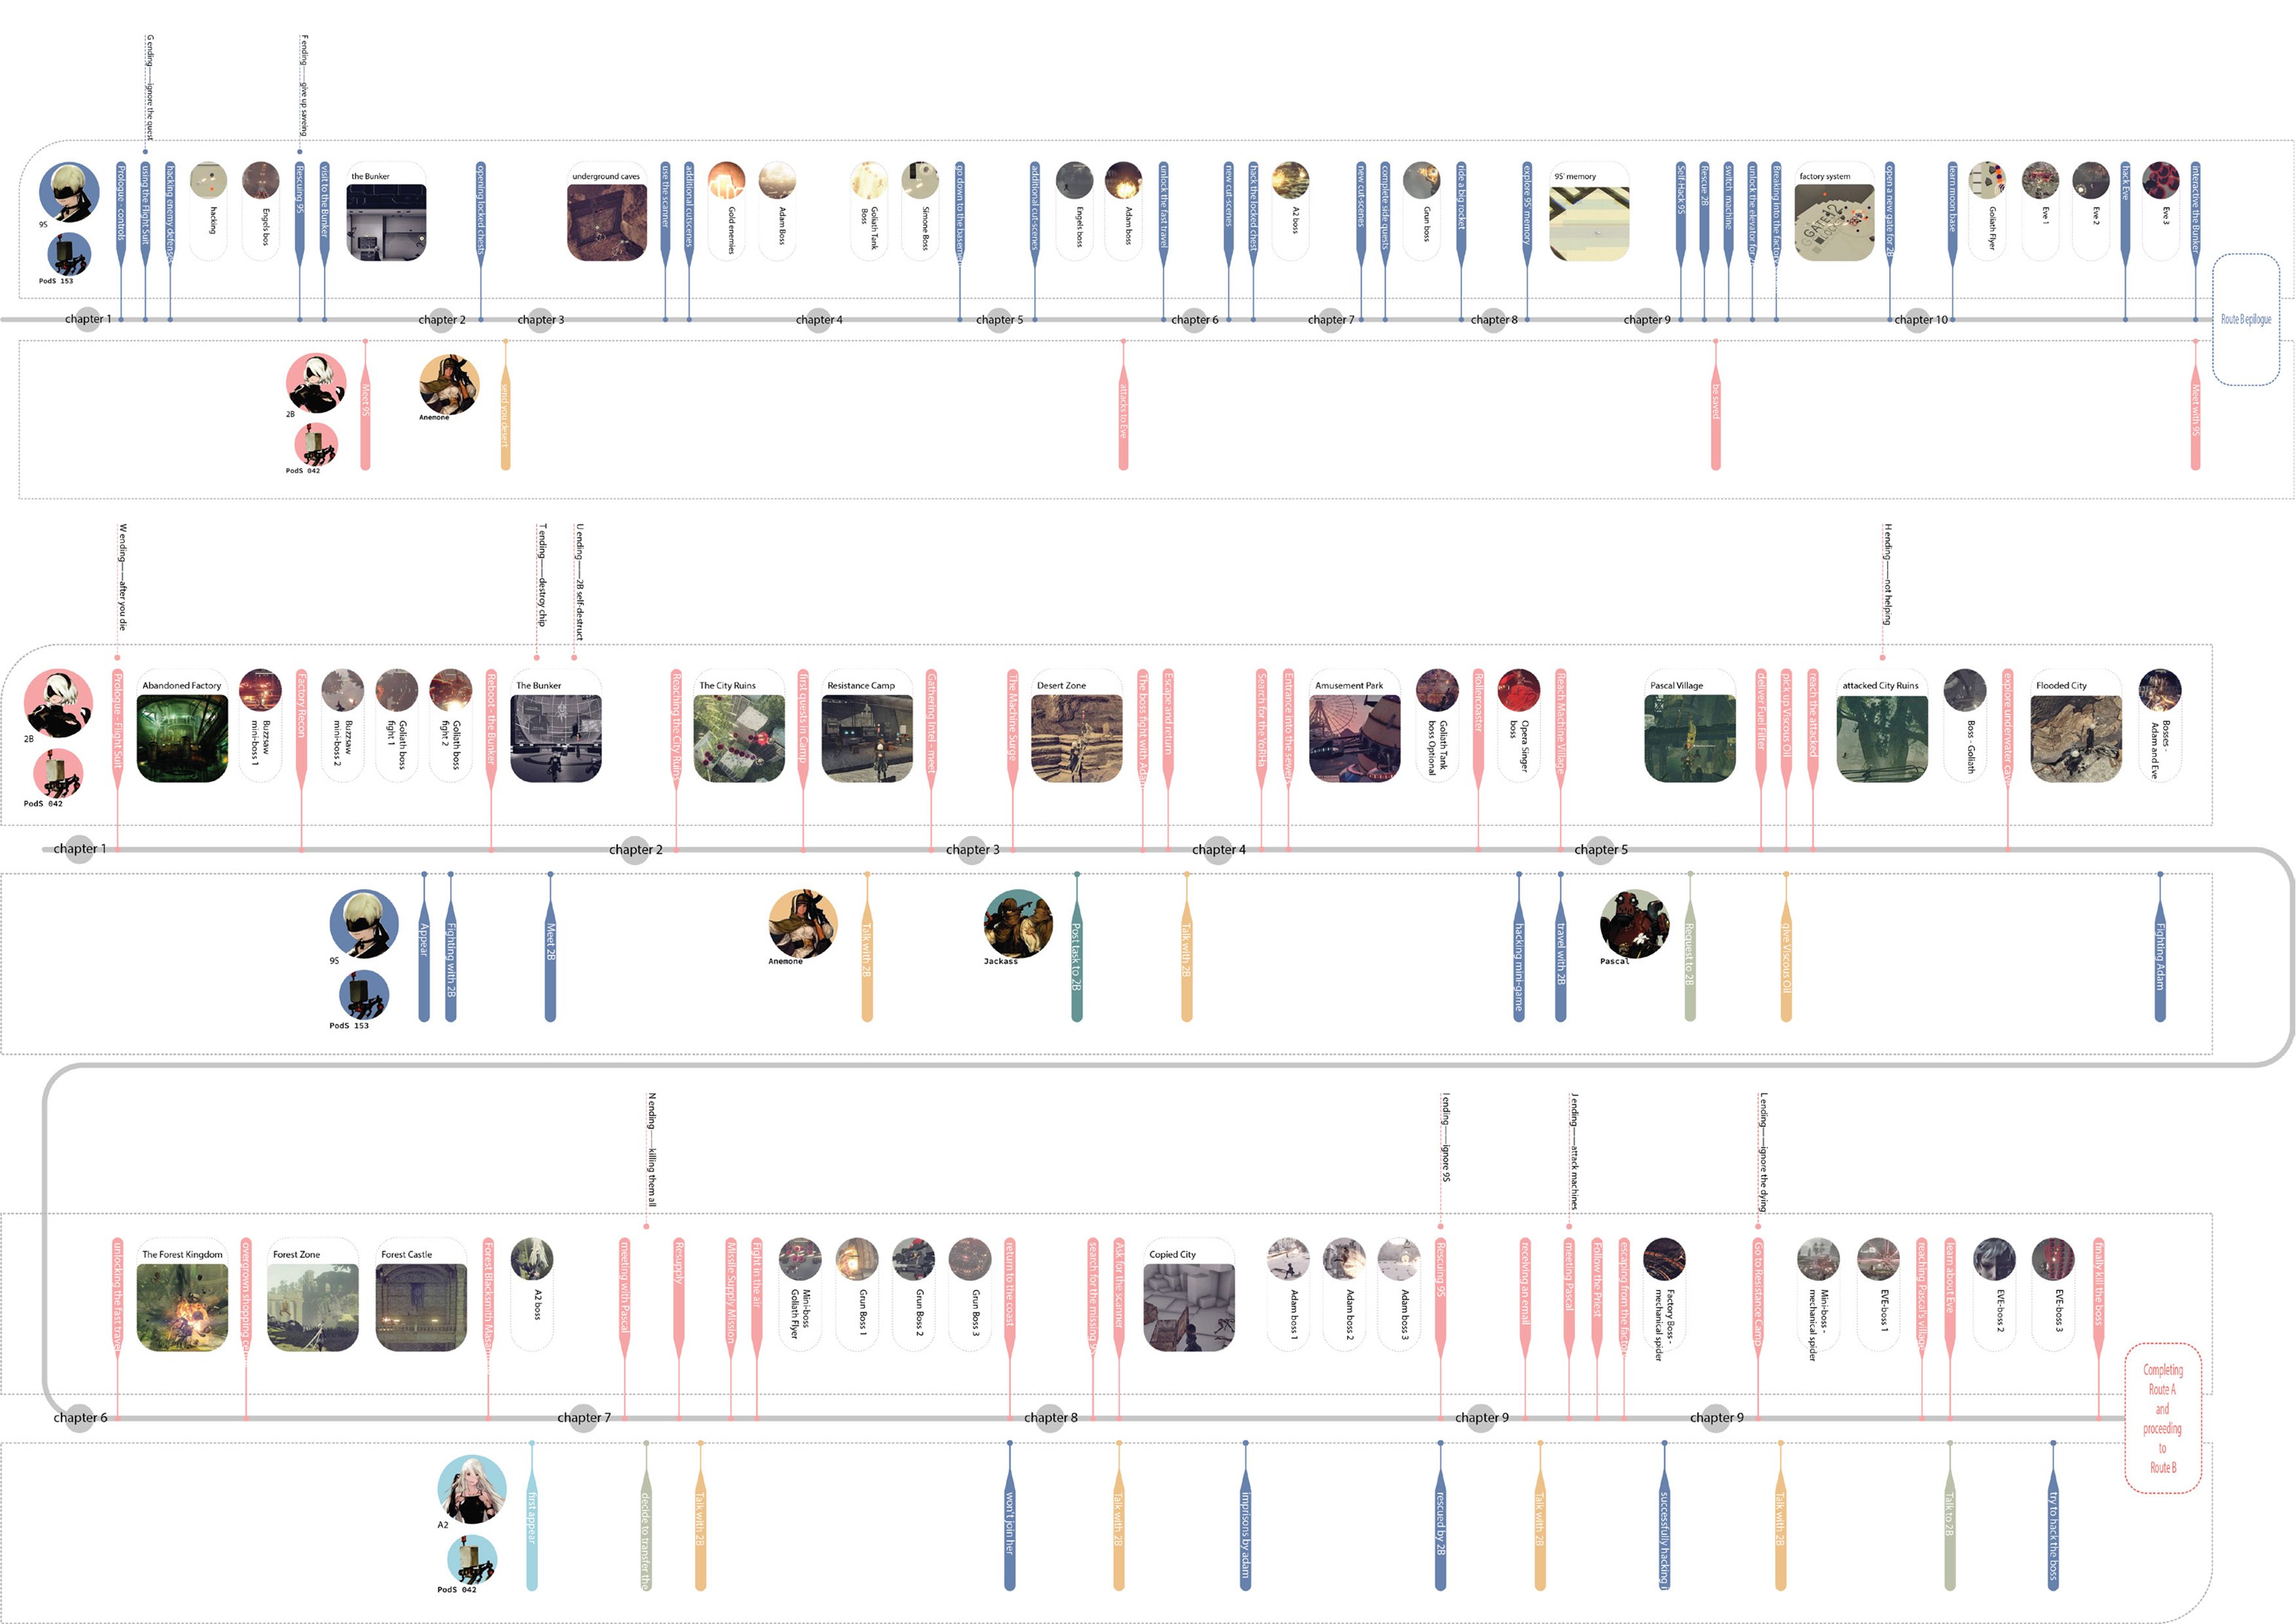 G ending——ignore the quest
F ending——give up saveing
9S
PodS 153
Prologue - controls
using the Flight Suit
hacking enemy defens
hacking
Engels bos
Rescuing 9S
visit to the Bunker
the Bunker
opening locked chests
underground caves
use the scanner
additional cutscenes
Gold enemies
Adam Boss
Goliath Tank
Boss
Simone Boss
go down to the basem
additional cut-scenes
Engels boss
Adam boss
unlock the fast travel
new cut-scenes
hack the locked chest
A2 boss
new cut-scenes
complete side quests
Grun boss
ride a big rocket
explore 9S' memory
9S' memory
Self-Hack 9S
Rescue 2B
switch machine
unlock the elevator for
Breaking into the factory
factory system
open a new gate for 2B
learn moon base
Goliath Flyer
Eve 1
Eve 2
hack Eve
Eve 3
interactive the Bunker
Route B epilogue
chapter 1
chapter 2
chapter 3
chapter 4
chapter 5
chapter 6
chapter 7
chapter 8
chapter 9
chapter 10
2B
PodS 042
Meet 9S
Anemone
send you desert
attacks to Eve
be saved
Meet with 9S
W ending——after you die
T ending——destroy chip
U ending——2B self-destruct
H ending——not helping
2B
PodS 042
Prologue - Flight Suit
Abandoned Factory
Buzzsaw
mini-boss 1
Factory Recon
Buzzsaw
mini-boss 2
Goliath boss
fight 1
Goliath boss
fight 2
Reboot - the Bunker
The Bunker
Reaching the City Ruins
The City Ruins
first quests in Camp
Resistance Camp
Gathering Intel - meet
The Machine Surge
Desert Zone
The boss fight with Adam
Escape and return
Search for the YoRHa
Entrance into the sewer
Amusement Park
Goliath Tank
boss Optional
Rollercoaster
Opera Singer
boss
Reach Machine Village
Pascal Village
deliver Fuel Filter
pick up Viscous Oil
reach the attacked
attacked City Ruins
Boss - Goliath
explore underwater cave
Flooded City
Bosses -
Adam and Eve
chapter 1
chapter 2
chapter 3
chapter 4
chapter 5
9S
PodS 153
Appear
Fighting with 2B
Meet 2B
Anemone
Talk with 2B
Jackass
Post task to 2B
Talk with 2B
hacking mini-game
travel with 2B
Pascal
Request to 2B
give Viscous Oil
Fighting Adam
N ending——killing them all
I ending——ignore 9S
J ending——attack machines
L ending——ignore the dying
unlocking the fast travel
The Forest Kingdom
overgrown shopping ce
Forest Zone
Forest Castle
Forest Blacksmith Mas
A2 boss
meeting with Pascal
Resupply
Missile Supply Mission
Fight in the air
Mini-boss
Goliath Flyer
Grun Boss 1
Grun Boss 2
Grun Boss 3
return to the coast
search for the missing
Ask for the scanner
Copied City
Adam boss 1
Adam boss 2
Adam boss 3
Rescuing 9S
receiving an email
meeting Pascal
Follow the Priest
escaping from the factor
Factory Boss -
mechanical spider
Go to Resistance Camp
Mini-boss -
mechanical spider
EVE-boss 1
reaching Pascal's village
learn about Eve
EVE-boss 2
EVE-boss 3
finally kill the boss
Completing
Route A
and
proceeding
to
Route B
chapter 6
chapter 7
chapter 8
chapter 9
chapter 9
A2
PodS 042
first appear
decide to transfer the
Talk with 2B
won't join her
Talk with 2B
imprisons by adam
rescued by 2B
Talk with 2B
successfully hacking
Talk with 2B
Talk to 2B
try to hack the boss